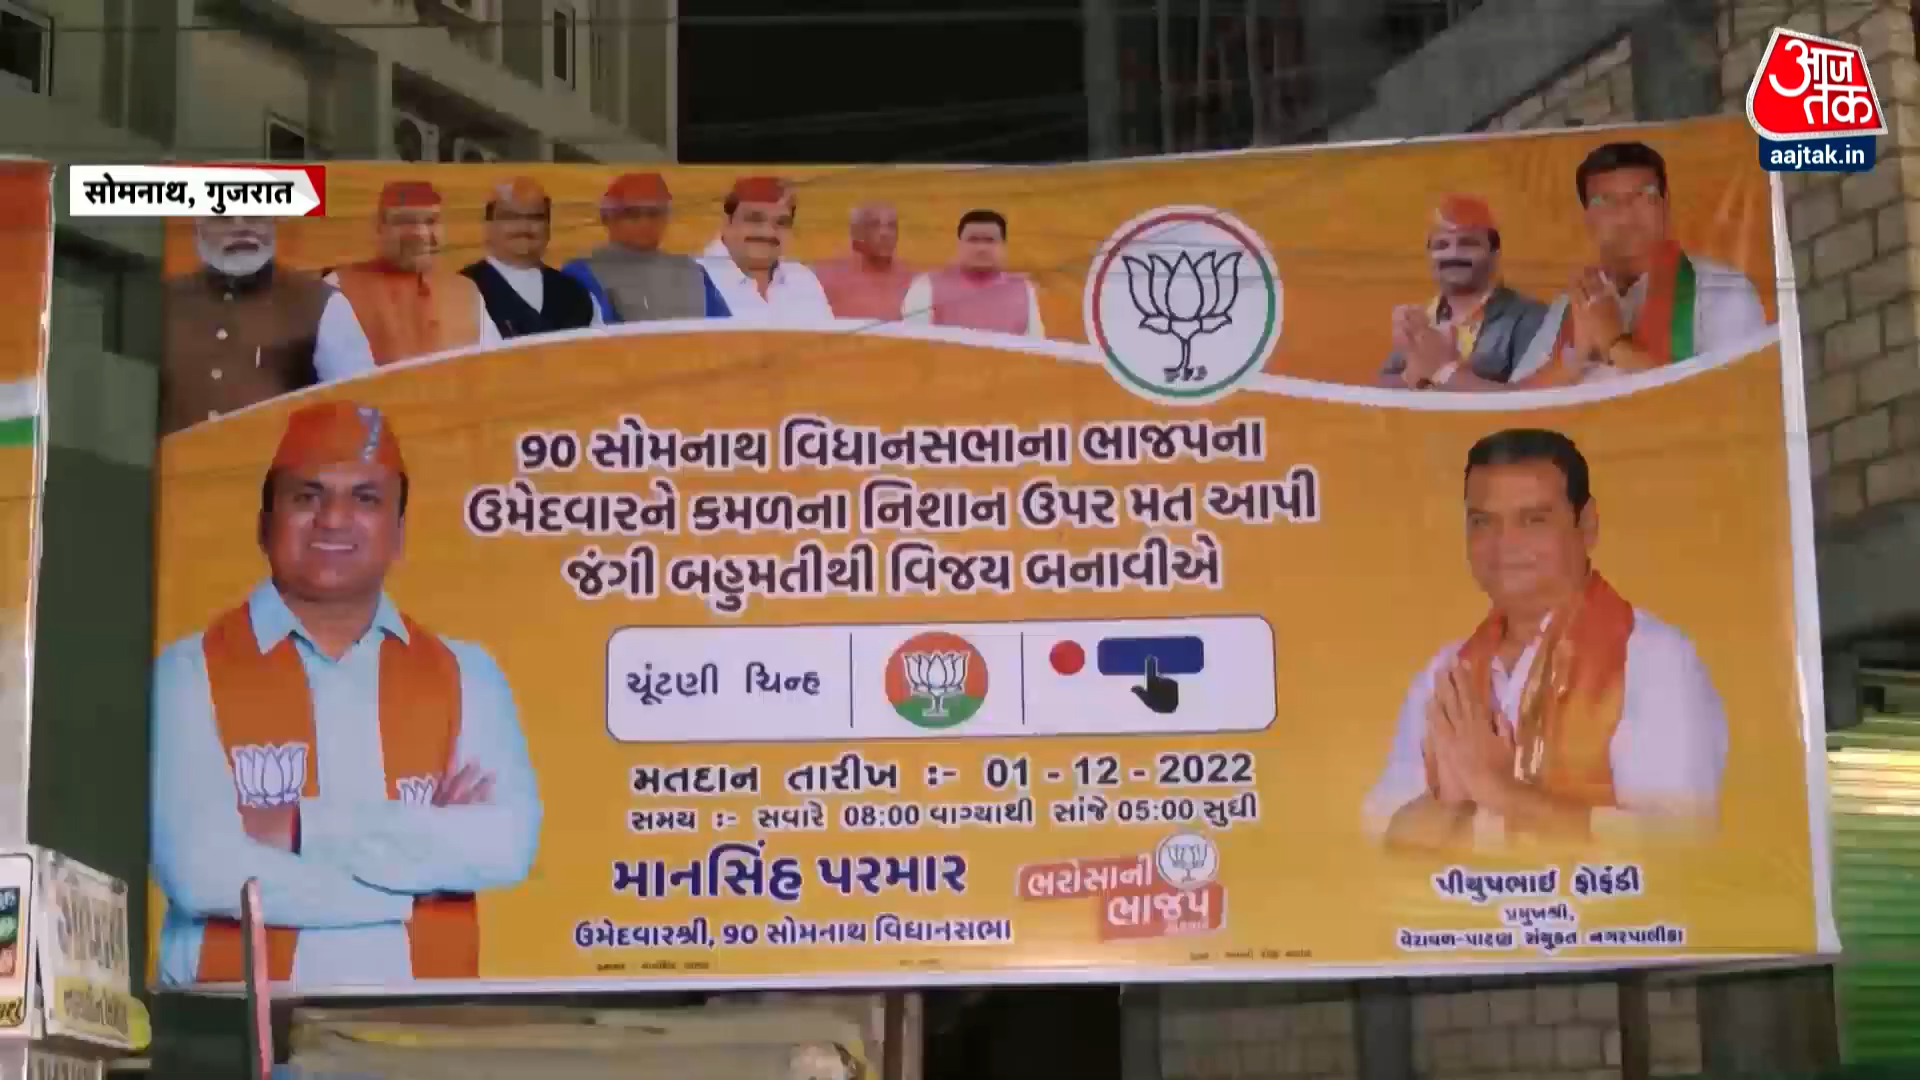 आज
तक
aajtak.in
सोमनाथ, गुजरात
90 સોમનાથ વિધાનસભાના ભાજપના
ઉમેદવારને કમળના નિશાન ઉપર મત આપી
જંગી બહુમતીથી વિજય બનાવીએ
ચૂંટણી ચિન્હ
મતદાન તારીખ :- 01 - 12 - 2022
સમય :- સવારે 08:00 વાગ્યાથી સાંજે 05:00 સુધી
માનસિંહ પરમાર
ઉમેદવારશ્રી, 90 સોમનાથ વિધાનસભા
ભરોસાની
ભાજપ
પીયુષભાઈ ફોફંડી
પ્રમુખશ્રી,
વેરાવળ-પાટણ સંયુકત નગરપાલીકા